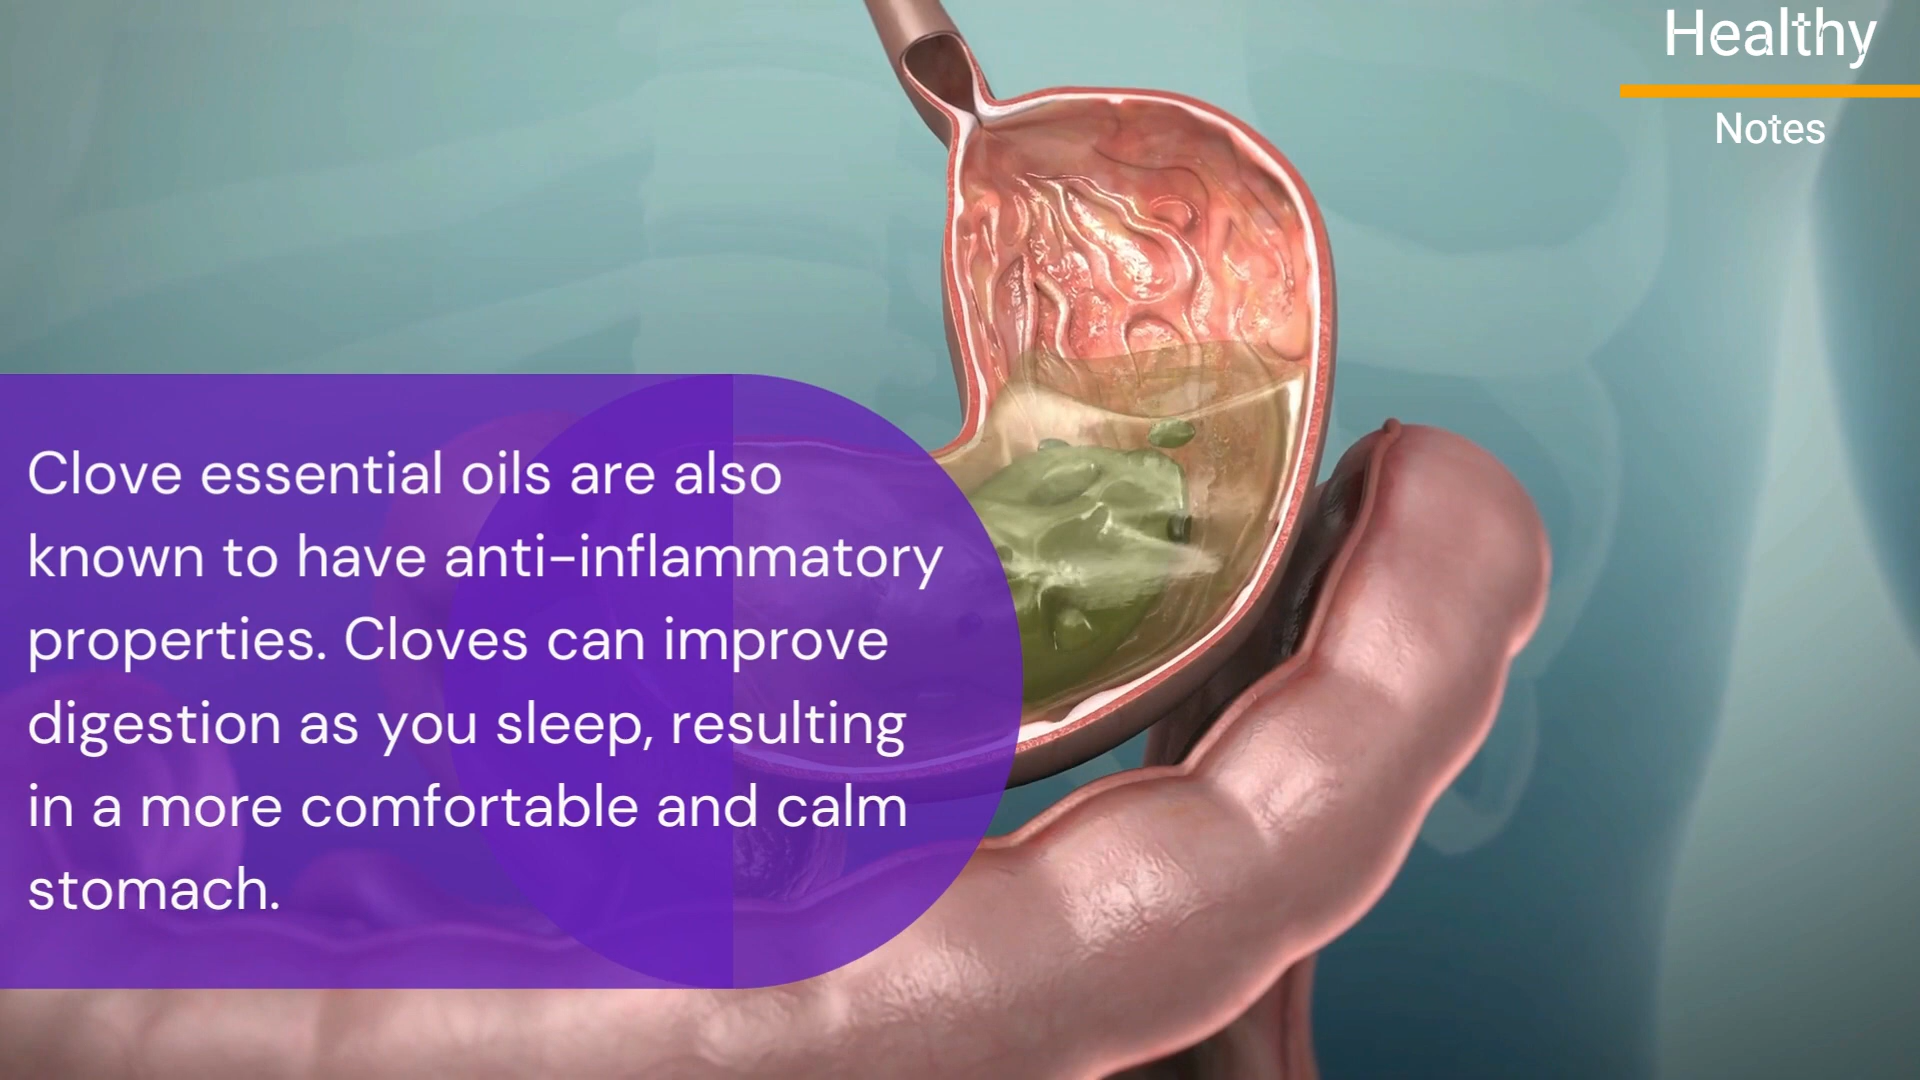 Healthy
Notes
Clove essential oils are also
known to have anti-inflammatory
properties. Cloves can improve
digestion as you sleep, resulting
in a more comfortable and calm
stomach.